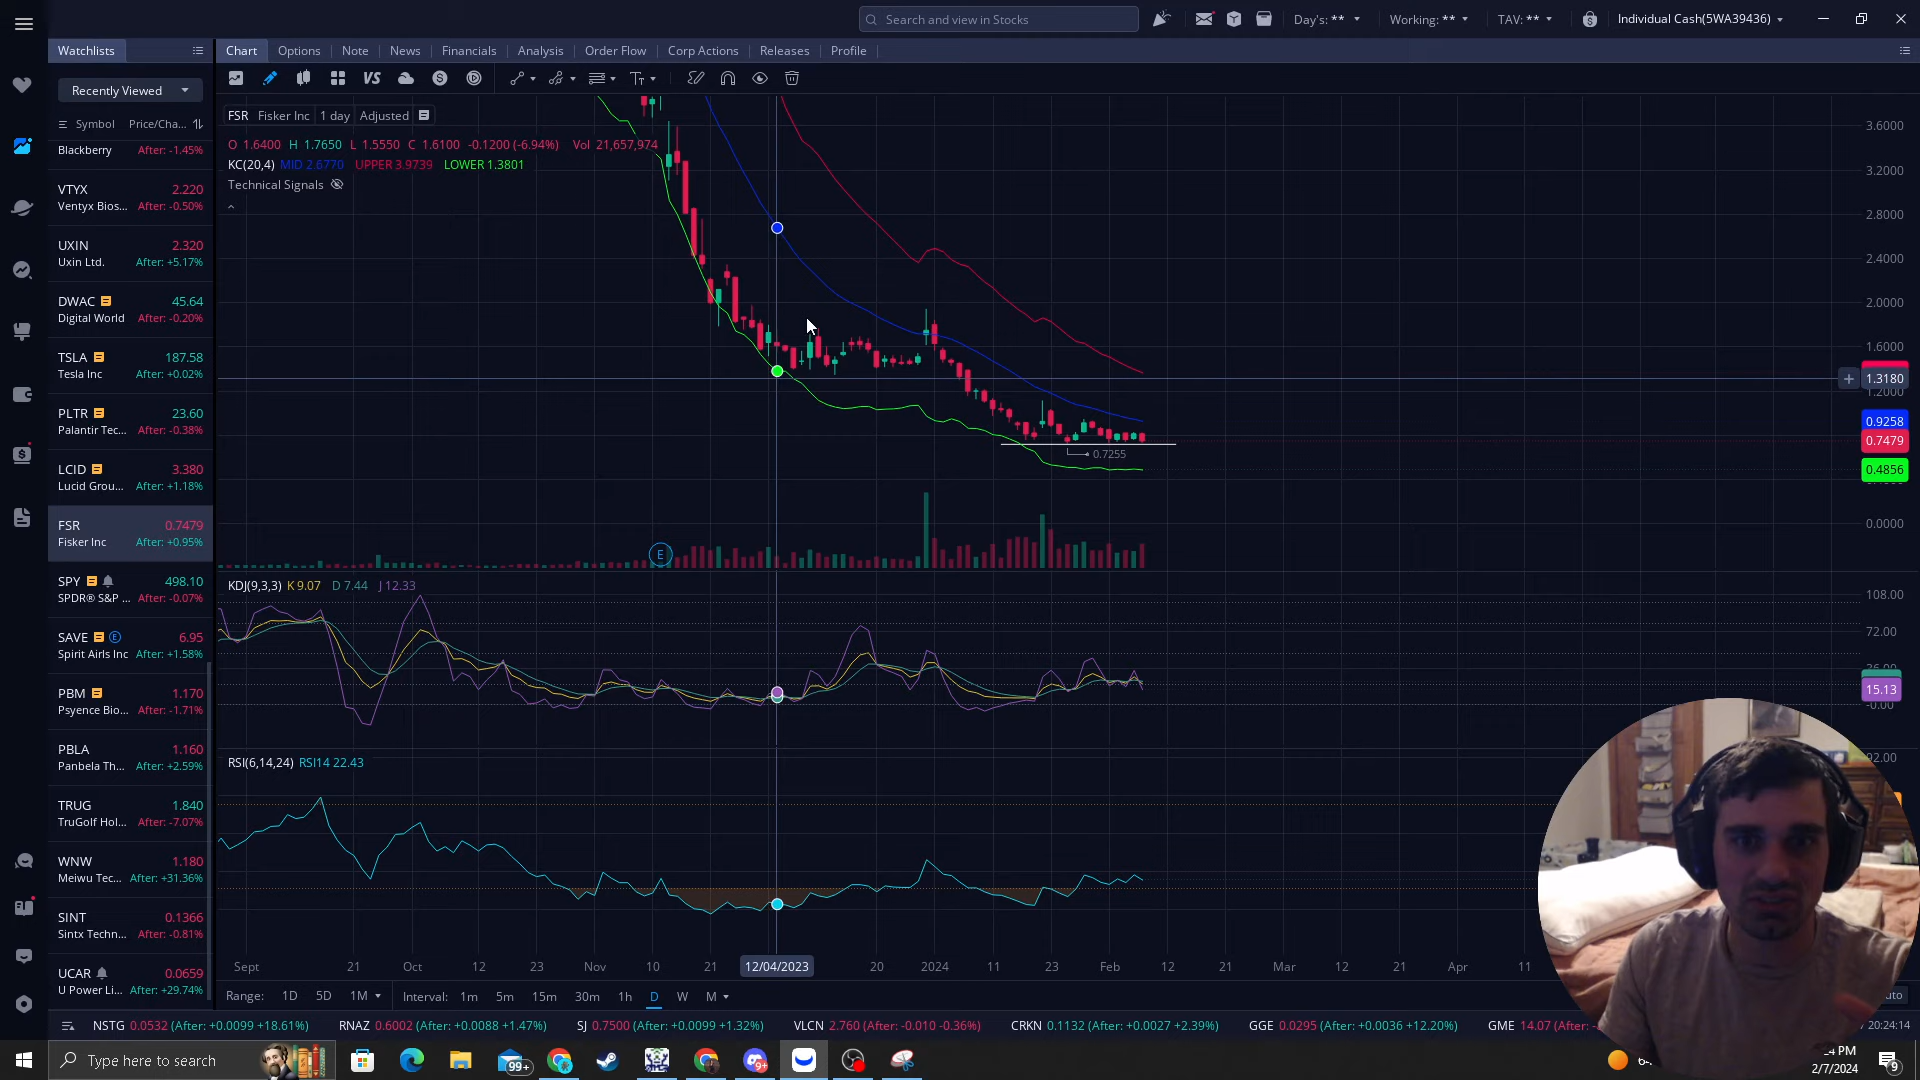 Search and view in Stocks
Day's: **
Working: **
TAV: **
Individual Cash(5WA39436)
Watchlists
Chart
Options
Note
News
Financials
Analysis
Order Flow
Corp Actions
Releases
Profile
Recently Viewed
VS
S
Tт
Symbol
Price/Cha...
FSR
Fisker Inc
1 day
Adjusted
O 1.6400 H 1.7650 L 1.5550 C 1.6100 -0.1200 (-6.94%) Vol 21,657,974
KC(20,4) MID 2.6770 UPPER 3.9739 LOWER 1.3801
Technical Signals
Blackberry After: -1.45%
VTYX 2.220
Ventyx Bios... After: -0.50%
UXIN 2.320
Uxin Ltd. After: +5.17%
DWAC 45.64
Digital World After: -0.20%
TSLA 187.58
Tesla Inc After: +0.02%
PLTR 23.60
Palantir Tec... After: -0.38%
LCID 3.380
Lucid Grou... After: +1.18%
FSR 0.7479
Fisker Inc After: +0.95%
SPY 498.10
SPDR® S&P ... After: -0.07%
SAVE E 6.95
Spirit Airls Inc After: +1.58%
PBM 1.170
Psyence Bio... After: -1.71%
PBLA 1.160
Panbela Th... After: +2.59%
TRUG 1.840
TruGolf Hol... After: -7.07%
WNW 1.180
Meiwu Tec... After: +31.36%
SINT 0.1366
Sintx Techn... After: -0.81%
UCAR 0.0659
U Power Li... After: +29.74%
3.6000
3.2000
2.8000
2.4000
2.0000
1.6000
1.3180
1.2000
0.9258
0.7479
0.4856
0.0000
0.7255
E
KDJ(9,3,3) K 9.07 D 7.44 J 12.33
108.00
72.00
36.00
15.13
-0.00
RSI(6,14,24) RSI14 22.43
92.00
Sept
21
Oct
12
23
Nov
10
21
12/04/2023
20
2024
11
23
Feb
12
21
Mar
12
21
Apr
11
Range: 1D 5D 1M
Interval: 1m 5m 15m 30m 1h D W M
NSTG 0.0532 (After: +0.0099 +18.61%)
RNAZ 0.6002 (After: +0.0088 +1.47%)
SJ 0.7500 (After: +0.0099 +1.32%)
VLCN 2.760 (After: -0.010 -0.36%)
CRKN 0.1132 (After: +0.0027 +2.39%)
GGE 0.0295 (After: +0.0036 +12.20%)
GME 14.07 (After:
20:24:14
Type here to search
99+
9+
PM
2/7/2024
9